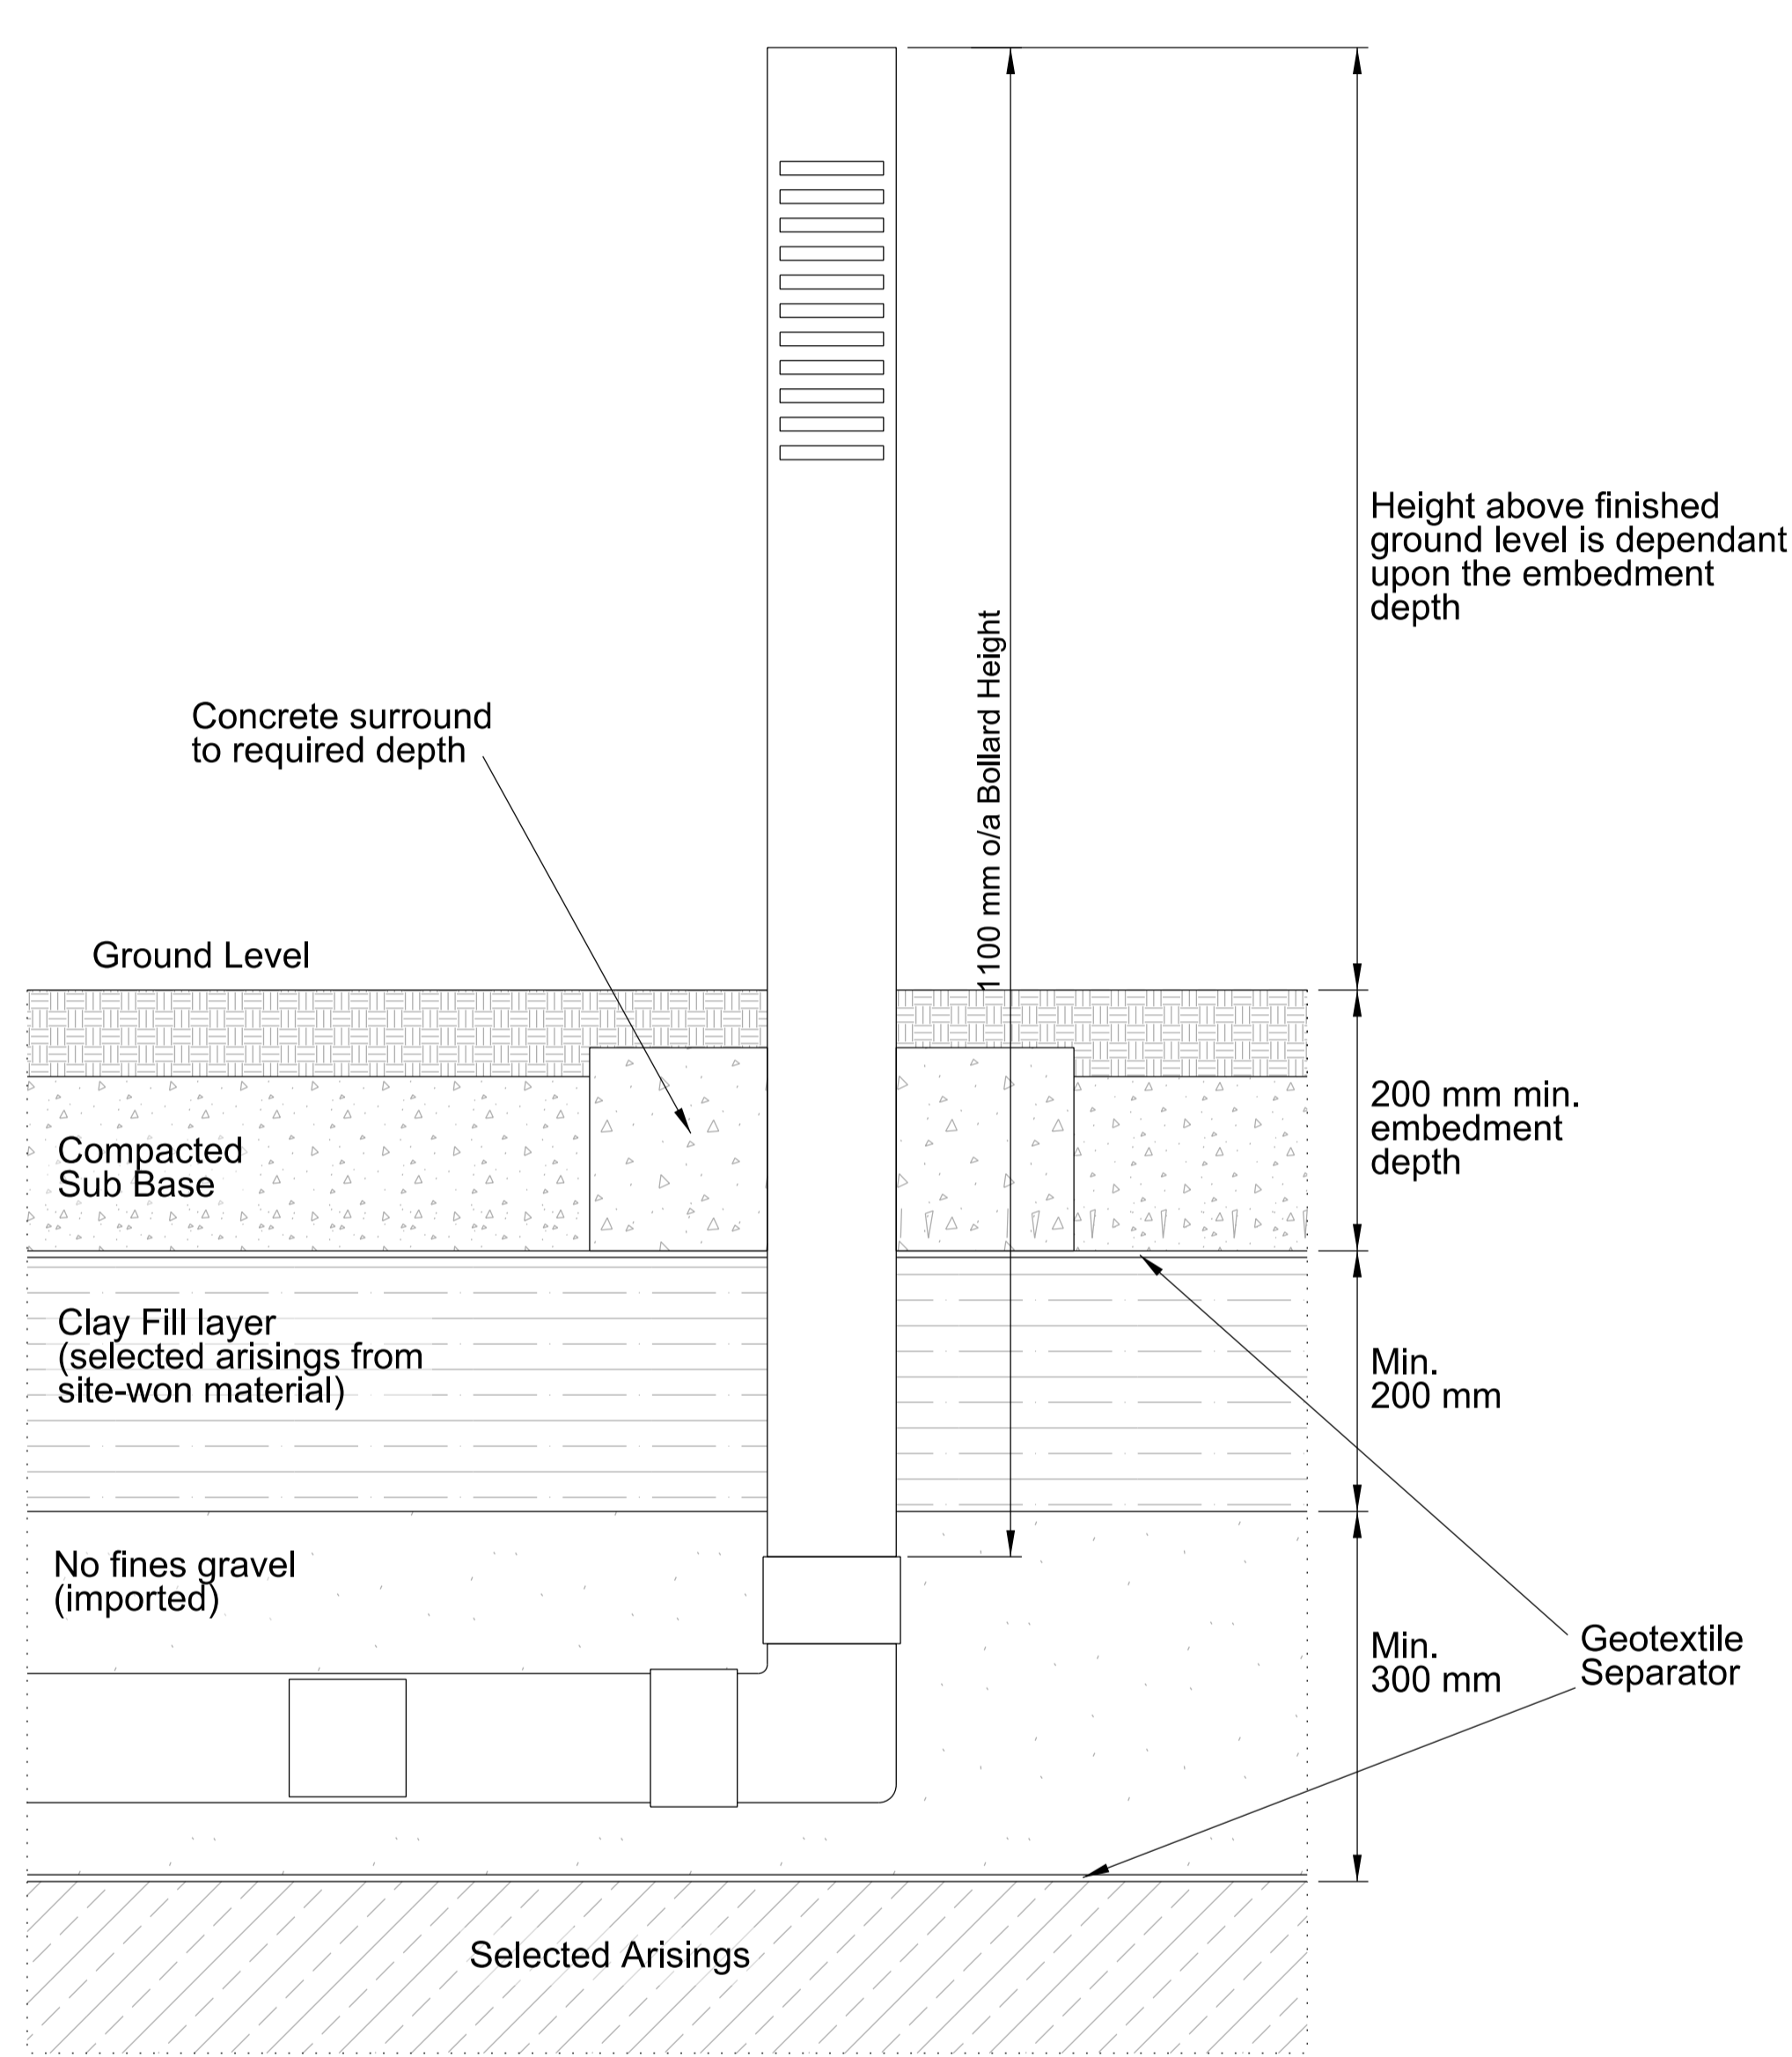 Height above finished
ground level is dependant
upon the embedment
depth
1100 mm o/a Bollard Height
Concrete surround
to required depth
Ground Level
200 mm min.
embedment
depth
Compacted
Sub Base
Clay Fill layer
(selected arisings from
site-won material)
Min.
200 mm
No fines gravel
(imported)
Min.
300 mm
Geotextile
Separator
Selected Arisings